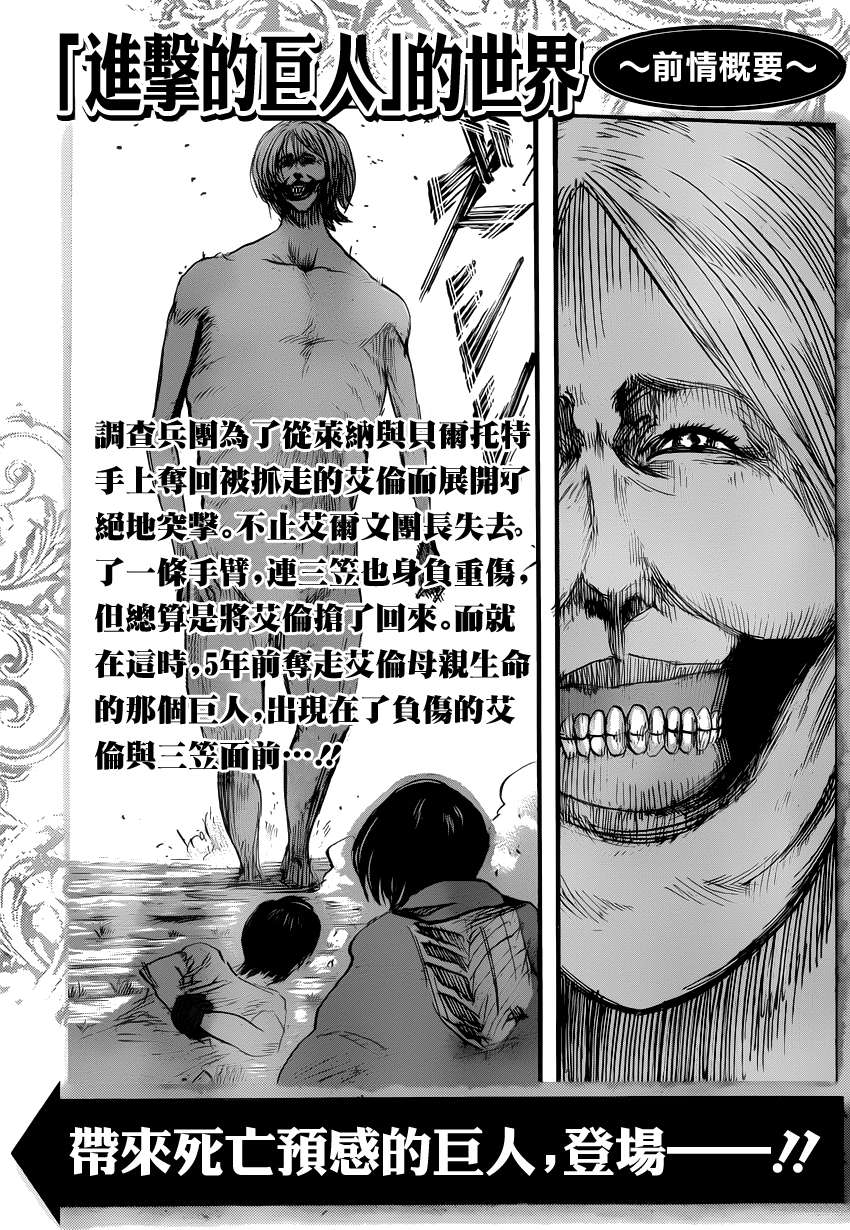 「進擊的巨人」的世界
～前情概要～
調查兵團為了從萊納與貝爾托特
手上奪回被抓走的艾倫而展開了
絕地突擊。不止艾爾文團長失去。
了一條手臂，連三笠也身負重傷，
但總算是將艾倫搶了回來。而就
在這時，5年前奪走艾倫母親生命
的那個巨人，出現在了負傷的艾
倫與三笠面前…!!
帶來死亡預感的巨人，登場——!!